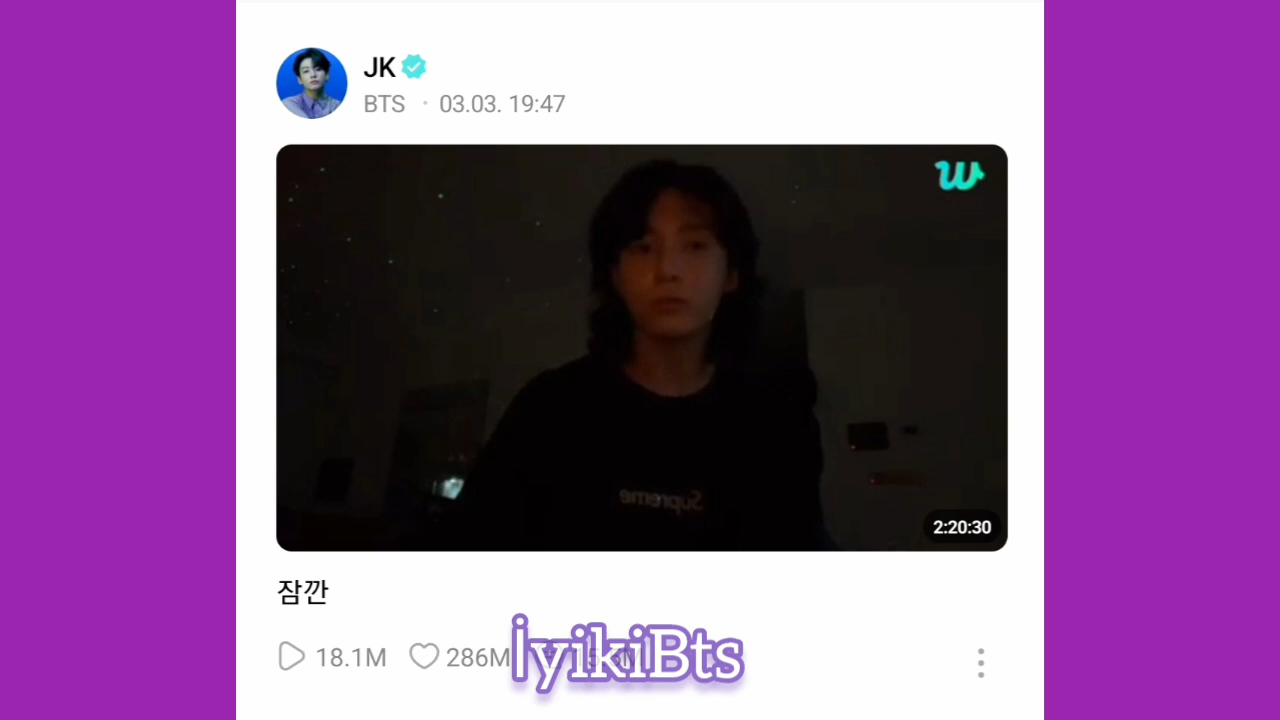 JK
BTS · 03.03. 19:47
Supreme
2:20:30
잠깐
18.1M 286M
İyikiBts